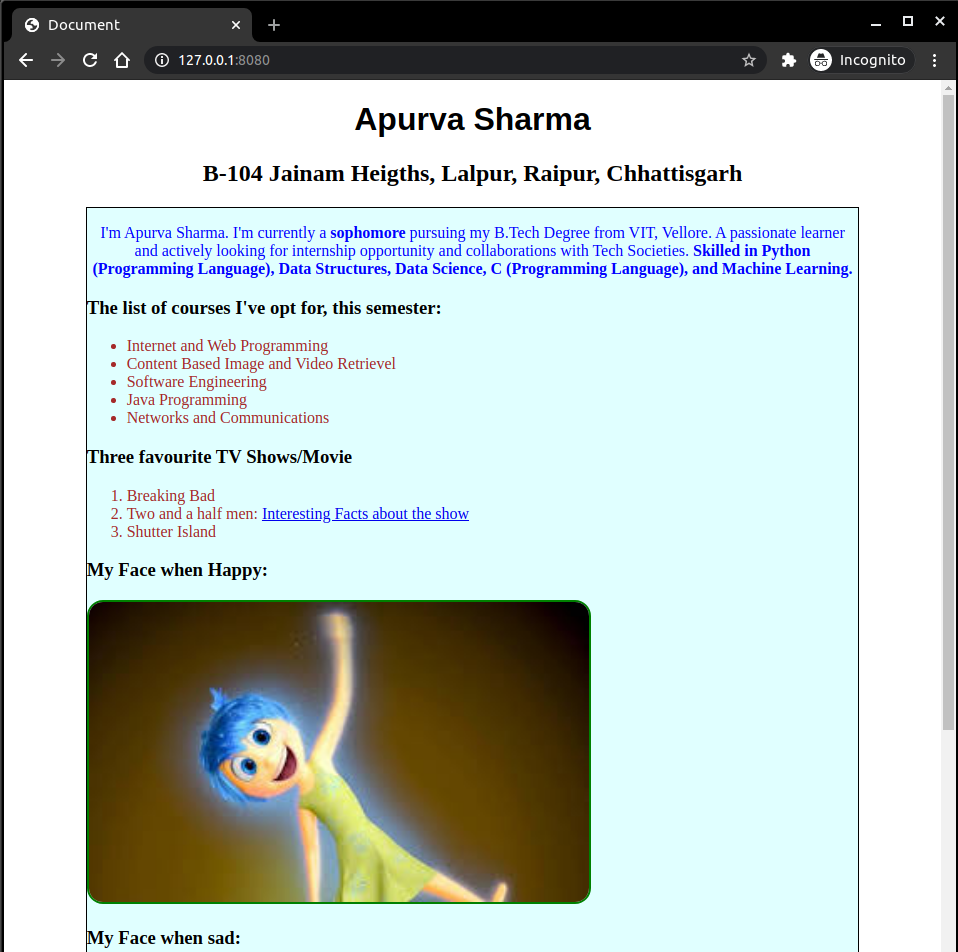 Document
127.0.0.1:8080
Incognito
Apurva Sharma
B-104 Jainam Heigths, Lalpur, Raipur, Chhattisgarh
I'm Apurva Sharma. I'm currently a sophomore pursuing my B.Tech Degree from VIT, Vellore. A passionate learner
and actively looking for internship opportunity and collaborations with Tech Societies. Skilled in Python
(Programming Language), Data Structures, Data Science, C (Programming Language), and Machine Learning.
The list of courses I've opt for, this semester:
• Internet and Web Programming
• Content Based Image and Video Retrievel
• Software Engineering
• Java Programming
• Networks and Communications
Three favourite TV Shows/Movie
1. Breaking Bad
2. Two and a half men: Interesting Facts about the show
3. Shutter Island
My Face when Happy:
My Face when sad: